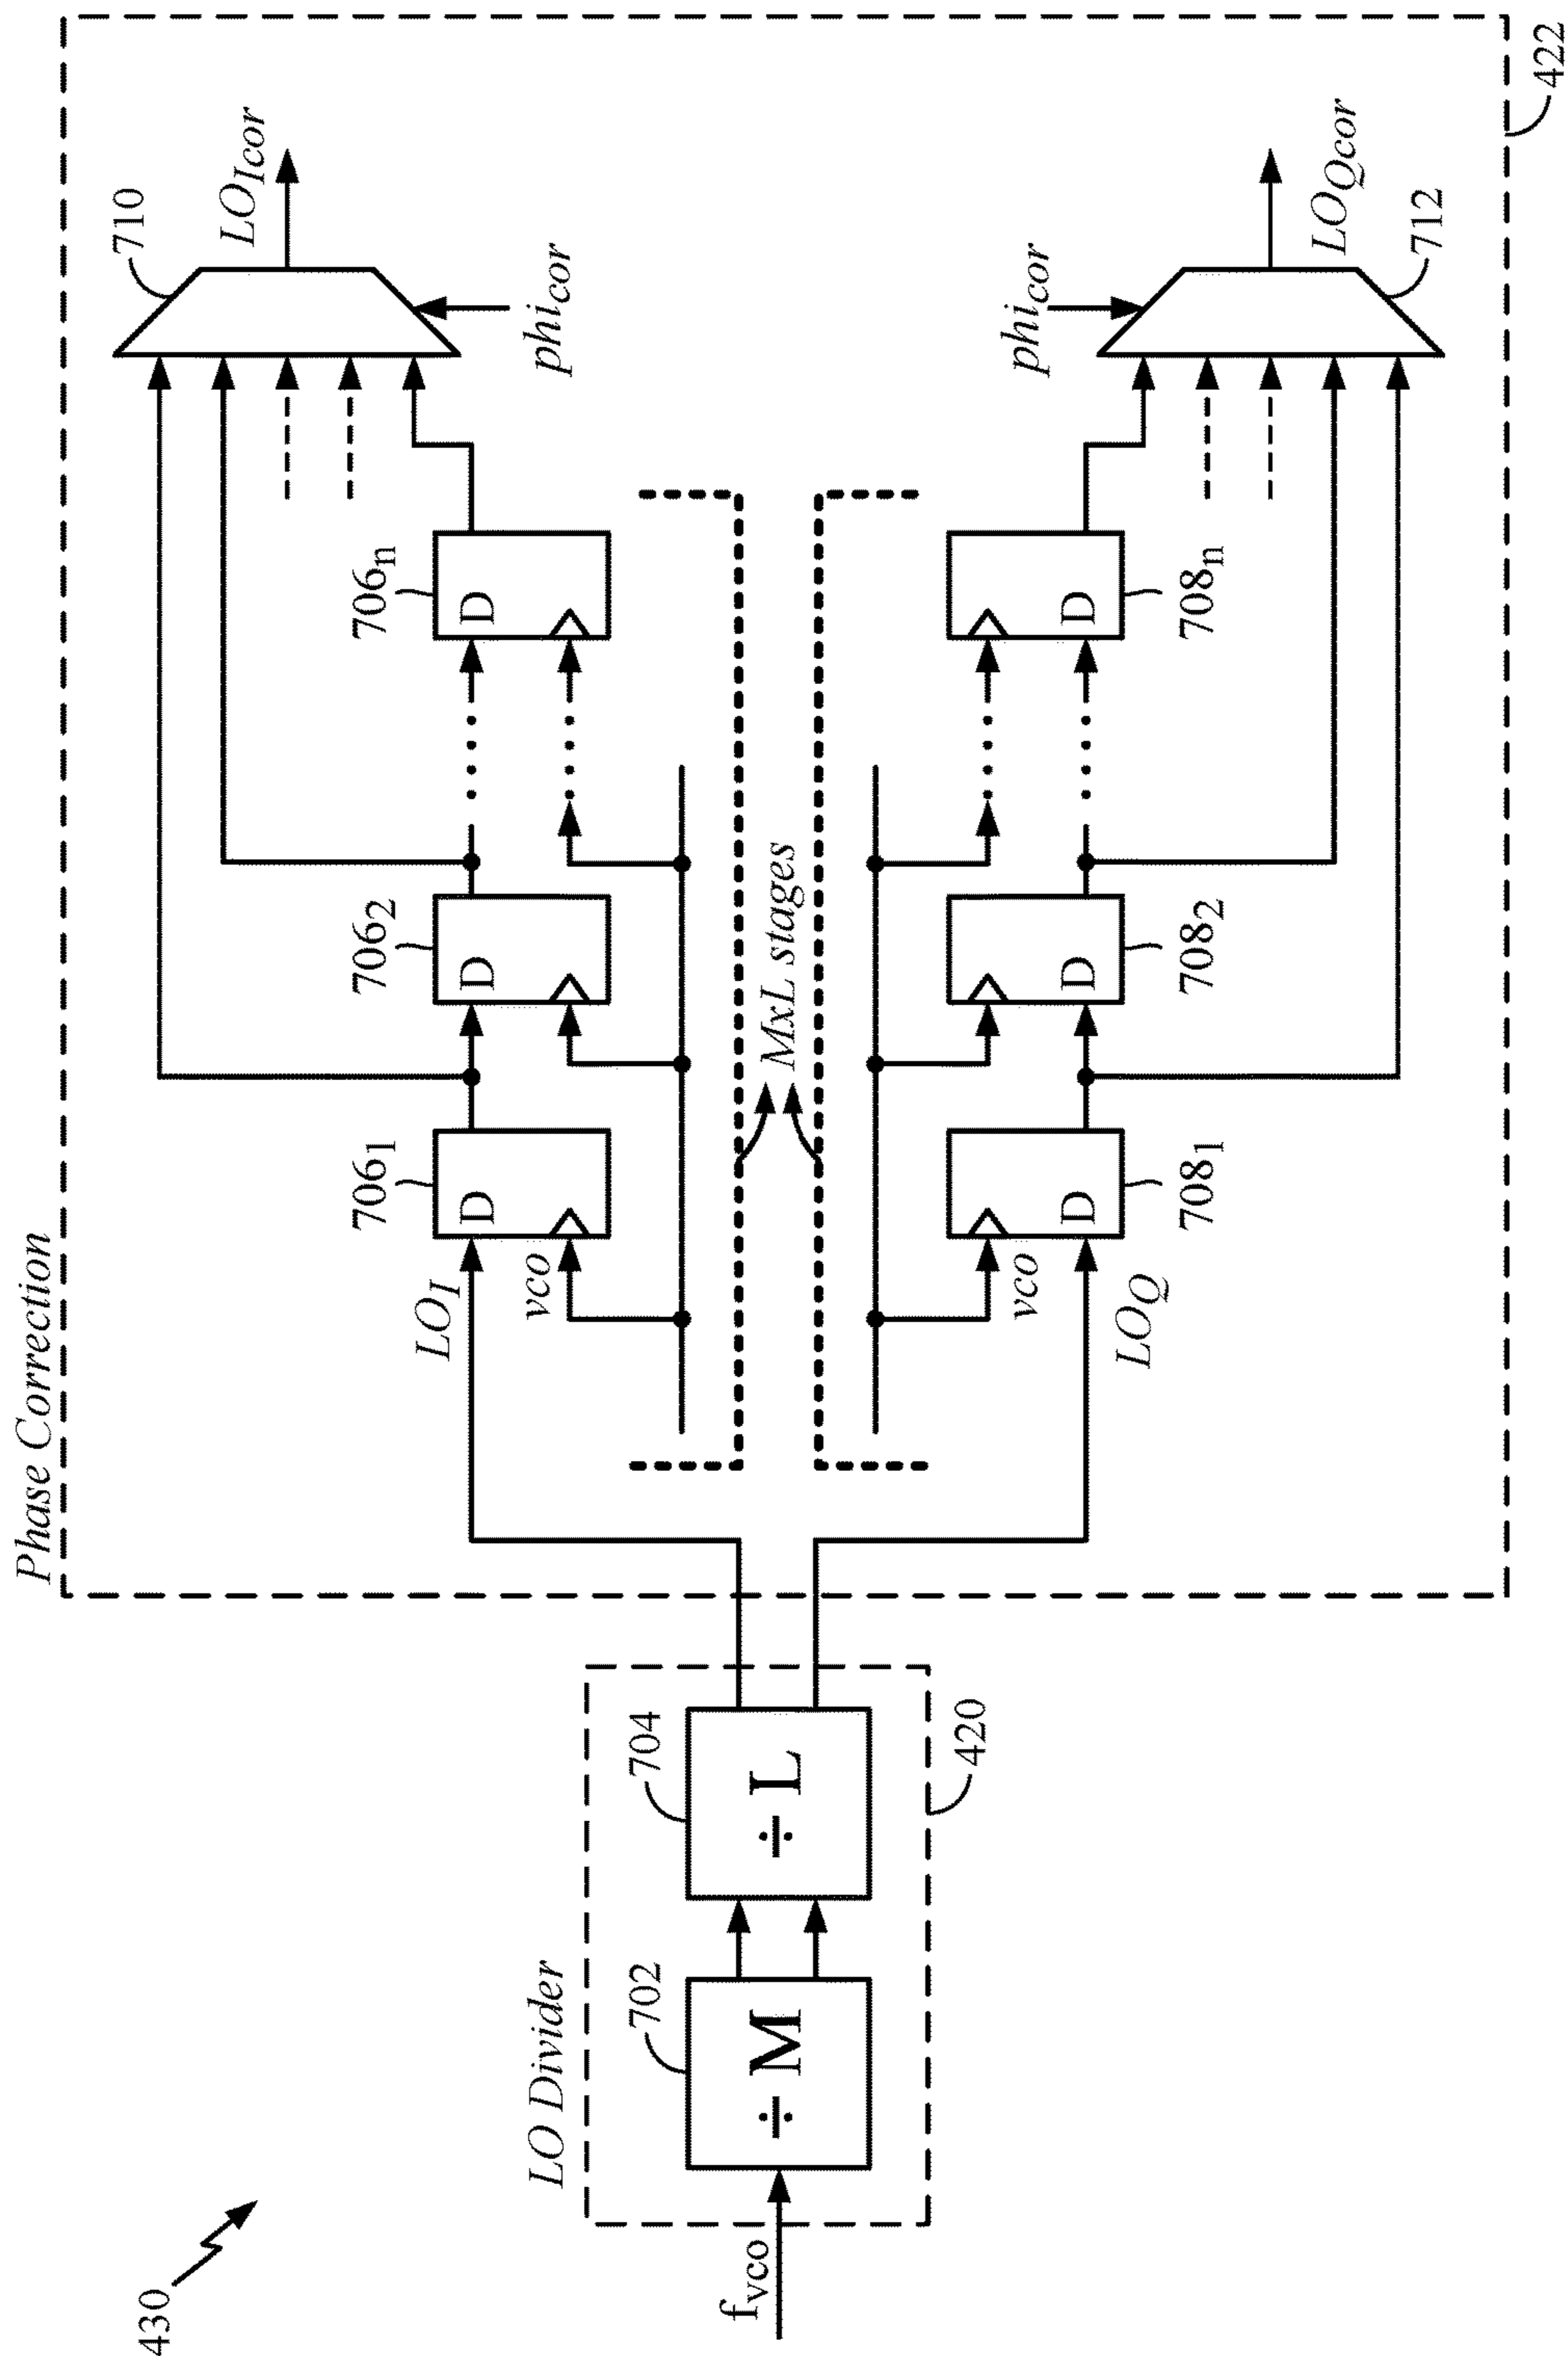 430
f_vco
LO Divider
÷ M
702
÷ L
704
420
Phase Correction
LO_I
vco
D
706_1
D
706_2
D
706_n
710
LO_Icor
phi_cor
MxL stages
LO_Q
vco
D
708_1
D
708_2
D
708_n
phi_cor
LO_Qcor
712
422